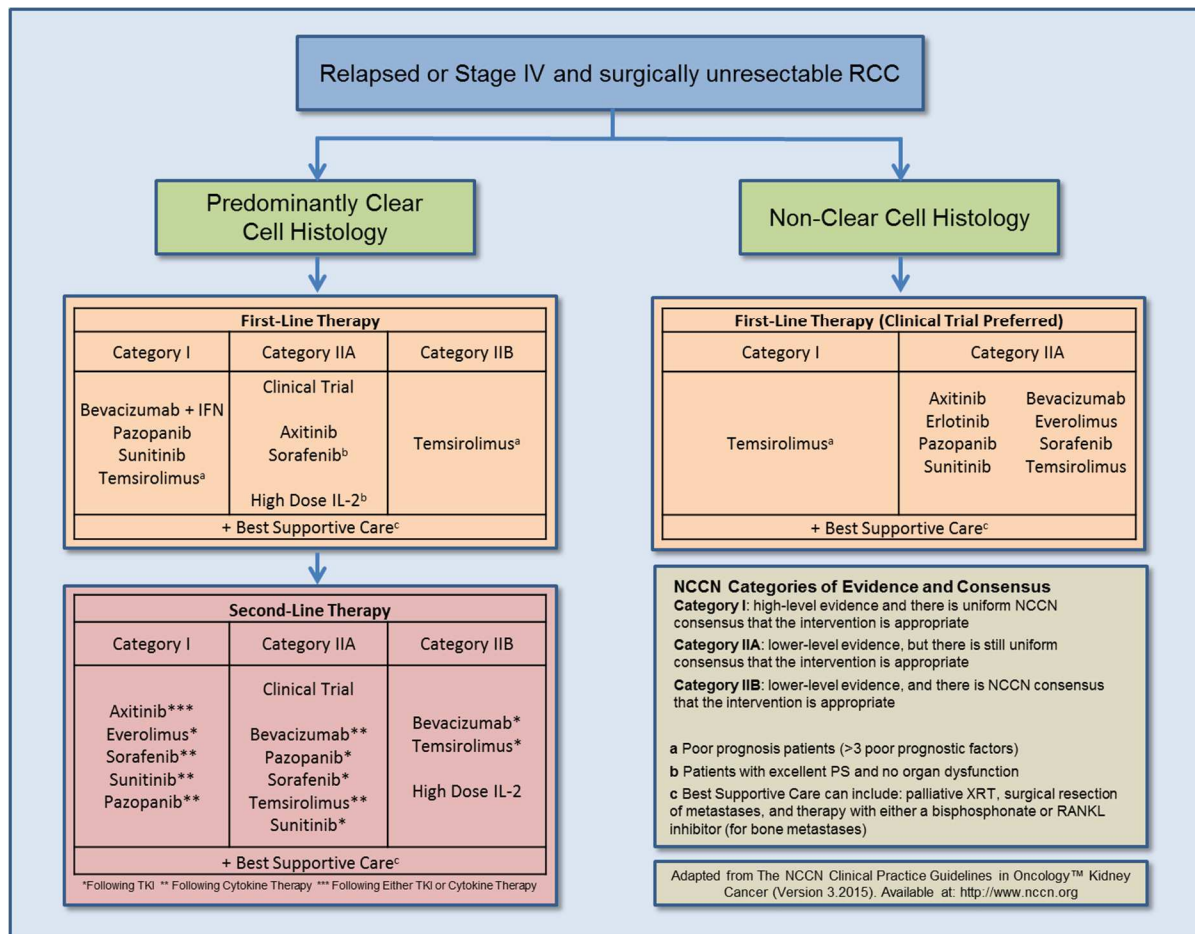 Relapsed or Stage IV and surgically unresectable RCC
Predominantly Clear
Cell Histology
Non-Clear Cell Histology
First-Line Therapy
Category I
Category IIA
Category IIB
Bevacizumab + IFN
Pazopanib
Sunitinib
Temsirolimusᵃ
Clinical Trial
Axitinib
Sorafenibᵇ
High Dose IL-2ᵇ
Temsirolimusᵃ
+ Best Supportive Careᶜ
First-Line Therapy (Clinical Trial Preferred)
Category I
Category IIA
Temsirolimusᵃ
Axitinib
Erlotinib
Pazopanib
Sunitinib
Bevacizumab
Everolimus
Sorafenib
Temsirolimus
+ Best Supportive Careᶜ
Second-Line Therapy
Category I
Category IIA
Category IIB
Axitinib***
Everolimus*
Sorafenib**
Sunitinib**
Pazopanib**
Clinical Trial
Bevacizumab**
Pazopanib*
Sorafenib*
Temsirolimus**
Sunitinib*
Bevacizumab*
Temsirolimus*
High Dose IL-2
+ Best Supportive Careᶜ
*Following TKI ** Following Cytokine Therapy *** Following Either TKI or Cytokine Therapy
NCCN Categories of Evidence and Consensus
Category I: high-level evidence and there is uniform NCCN
consensus that the intervention is appropriate
Category IIA: lower-level evidence, but there is still uniform
consensus that the intervention is appropriate
Category IIB: lower-level evidence, and there is NCCN consensus
that the intervention is appropriate
a Poor prognosis patients (>3 poor prognostic factors)
b Patients with excellent PS and no organ dysfunction
c Best Supportive Care can include: palliative XRT, surgical resection
of metastases, and therapy with either a bisphosphonate or RANKL
inhibitor (for bone metastases)
Adapted from The NCCN Clinical Practice Guidelines in Oncology™ Kidney
Cancer (Version 3.2015). Available at: http://www.nccn.org